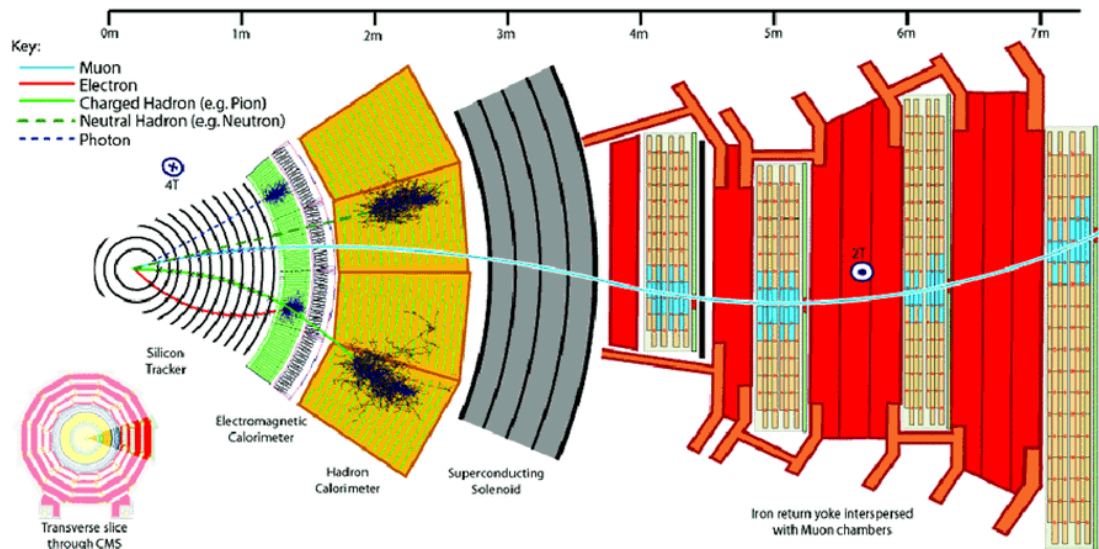 0m 1m 2m 3m 4m 5m 6m 7m
Key:
Muon
Electron
Charged Hadron (e.g. Pion)
Neutral Hadron (e.g. Neutron)
Photon
4T
2T
Silicon
Tracker
Electromagnetic
Calorimeter
Hadron
Calorimeter
Superconducting
Solenoid
Iron return yoke interspersed
with Muon chambers
Transverse slice
through CMS